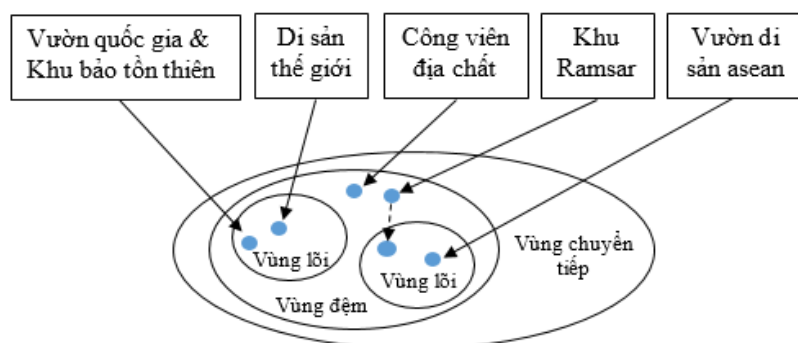 Vườn quốc gia &
Khu bảo tồn thiên
Di sản
thế giới
Công viên
địa chất
Khu
Ramsar
Vườn di
sản asean
Vùng lõi
Vùng lõi
Vùng đệm
Vùng chuyển
tiếp